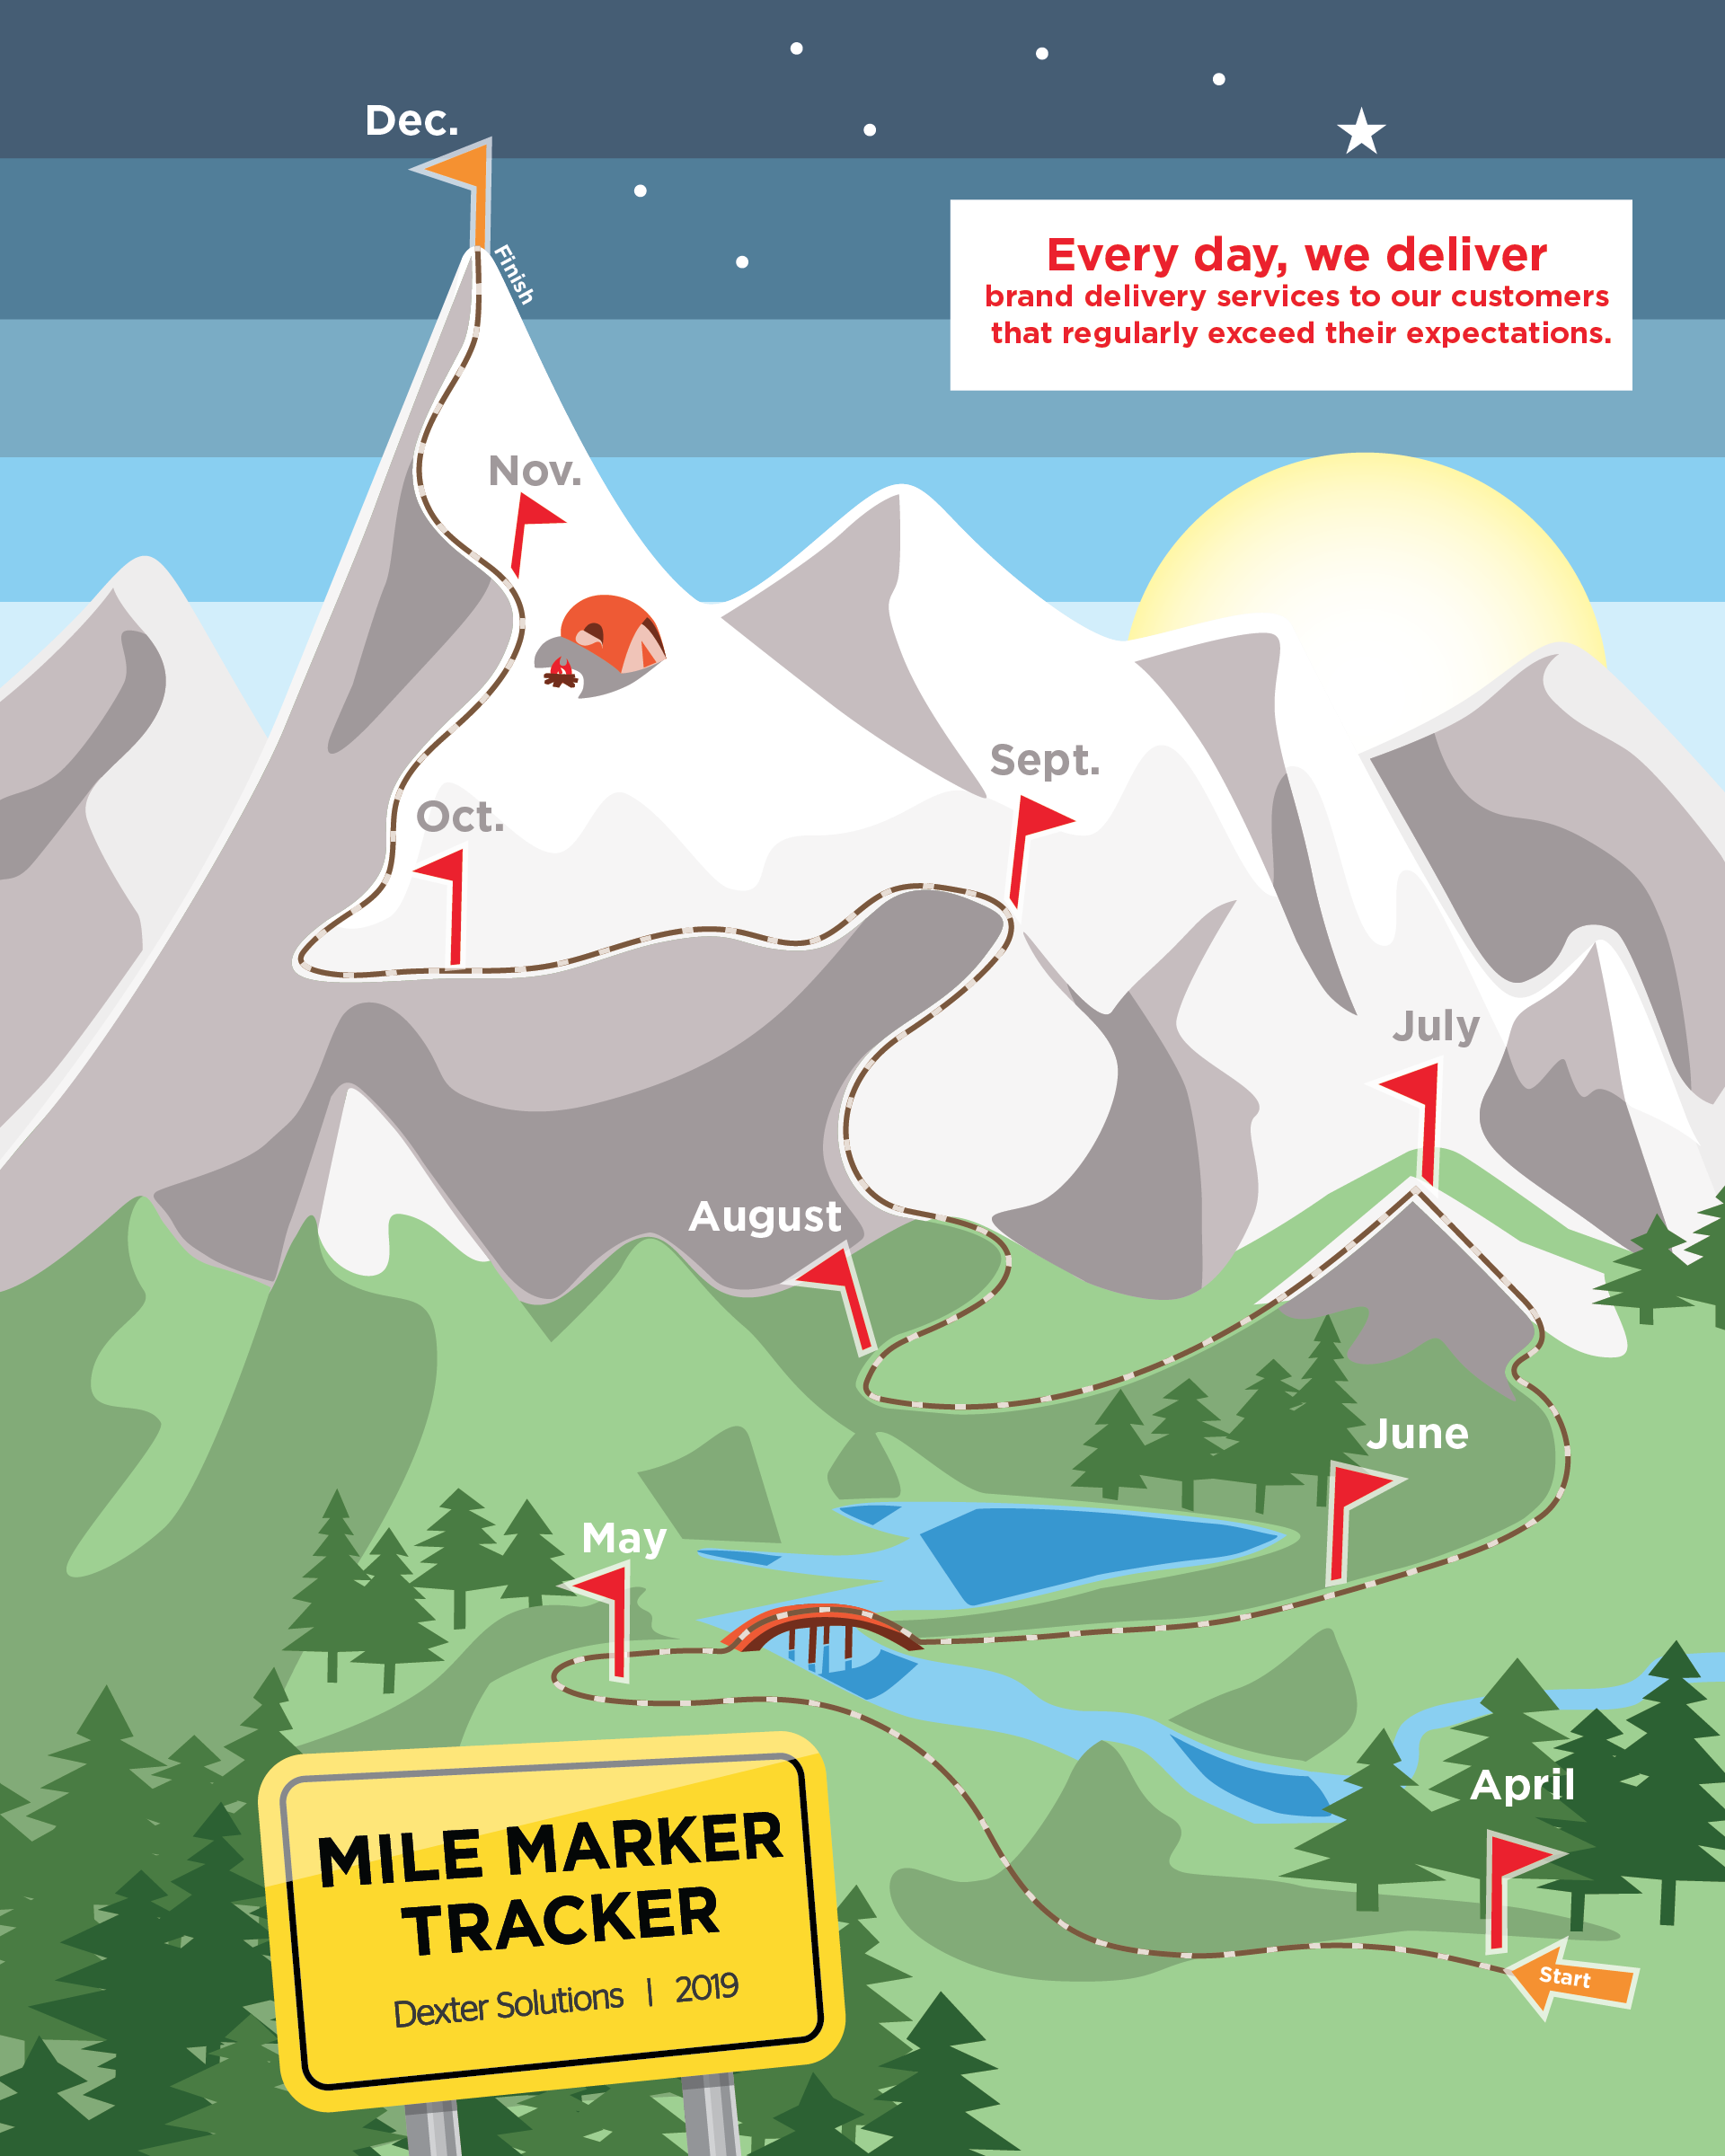 Dec.
Finish
Every day, we deliver
brand delivery services to our customers
that regularly exceed their expectations.
Nov.
Sept.
Oct.
July
August
June
May
April
Start
MILE MARKER
TRACKER
Dexter Solutions | 2019